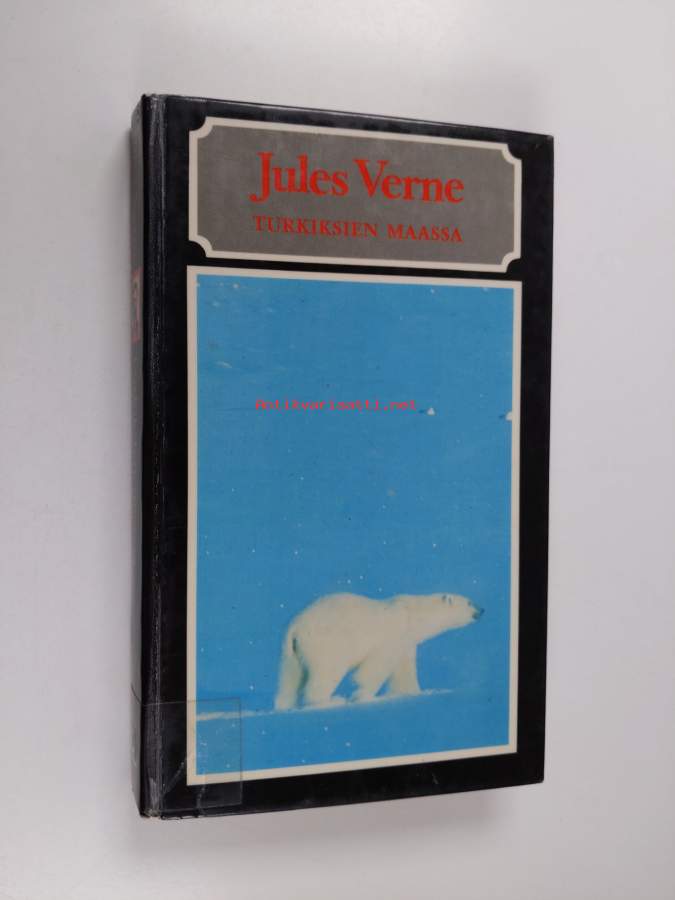 Jules Verne
TURKIKSIEN MAASSA
Antikvariaatti.net